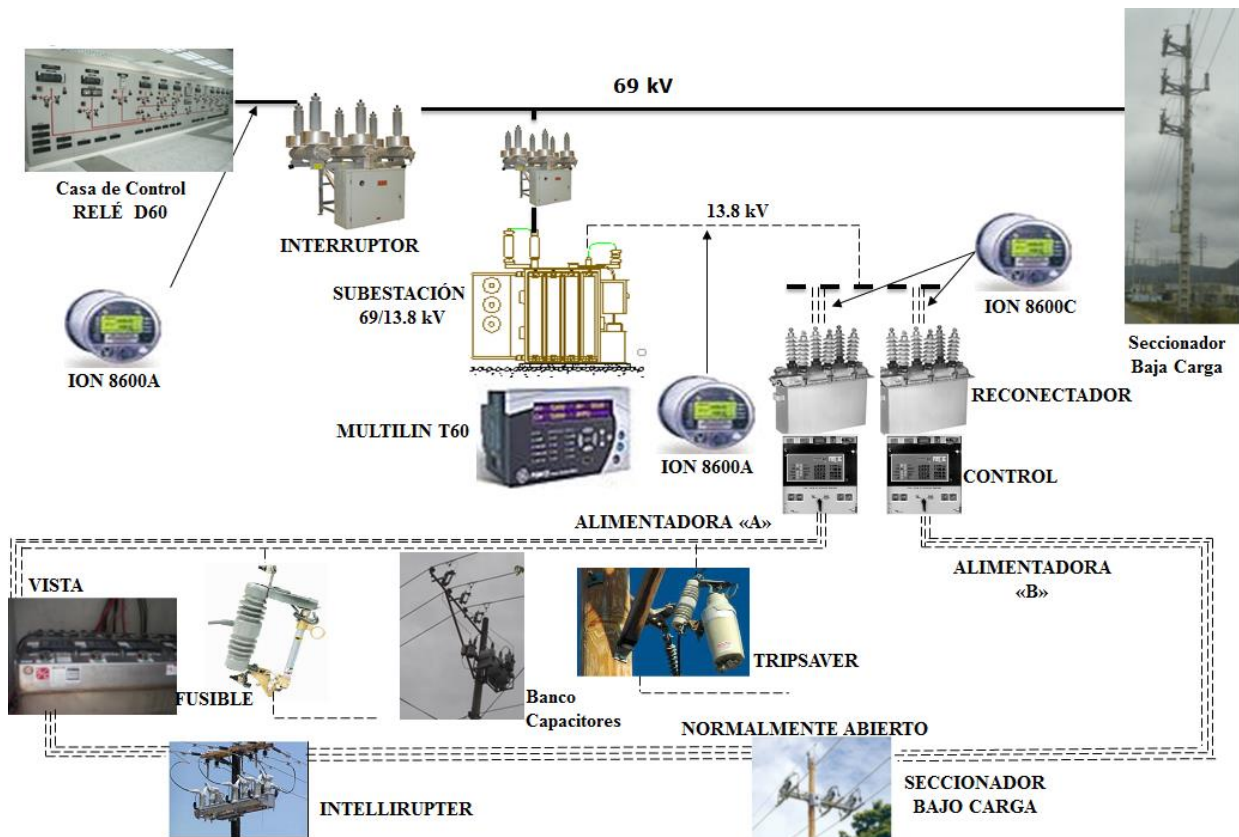 69 kV
Casa de Control
RELÉ D60
INTERRUPTOR
13.8 kV
SUBESTACIÓN
69/13.8 kV
ION 8600C
ION 8600A
Seccionador
Baja Carga
RECONECTADOR
MULTILIN T60
ION 8600A
CONTROL
ALIMENTADORA «A»
ALIMENTADORA
«B»
VISTA
FUSIBLE
Banco
Capacitores
TRIPSAVER
NORMALMENTE ABIERTO
INTELLIRUPTER
SECCIONADOR
BAJO CARGA